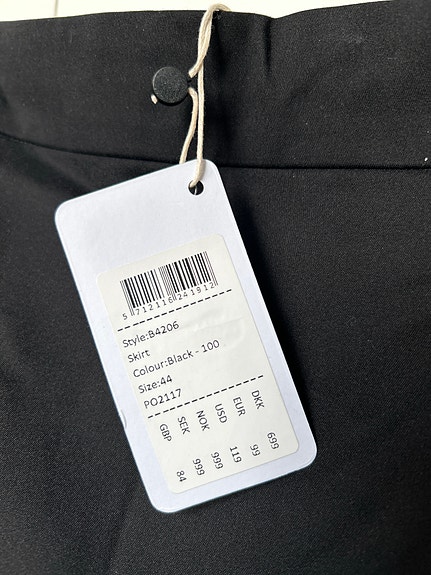 5 712116 241912
Style:B4206
Skirt
Colour:Black - 100
Size:44
PO2117
DKK 699
EUR 99
USD 119
NOK 999
SEK 999
GBP 84